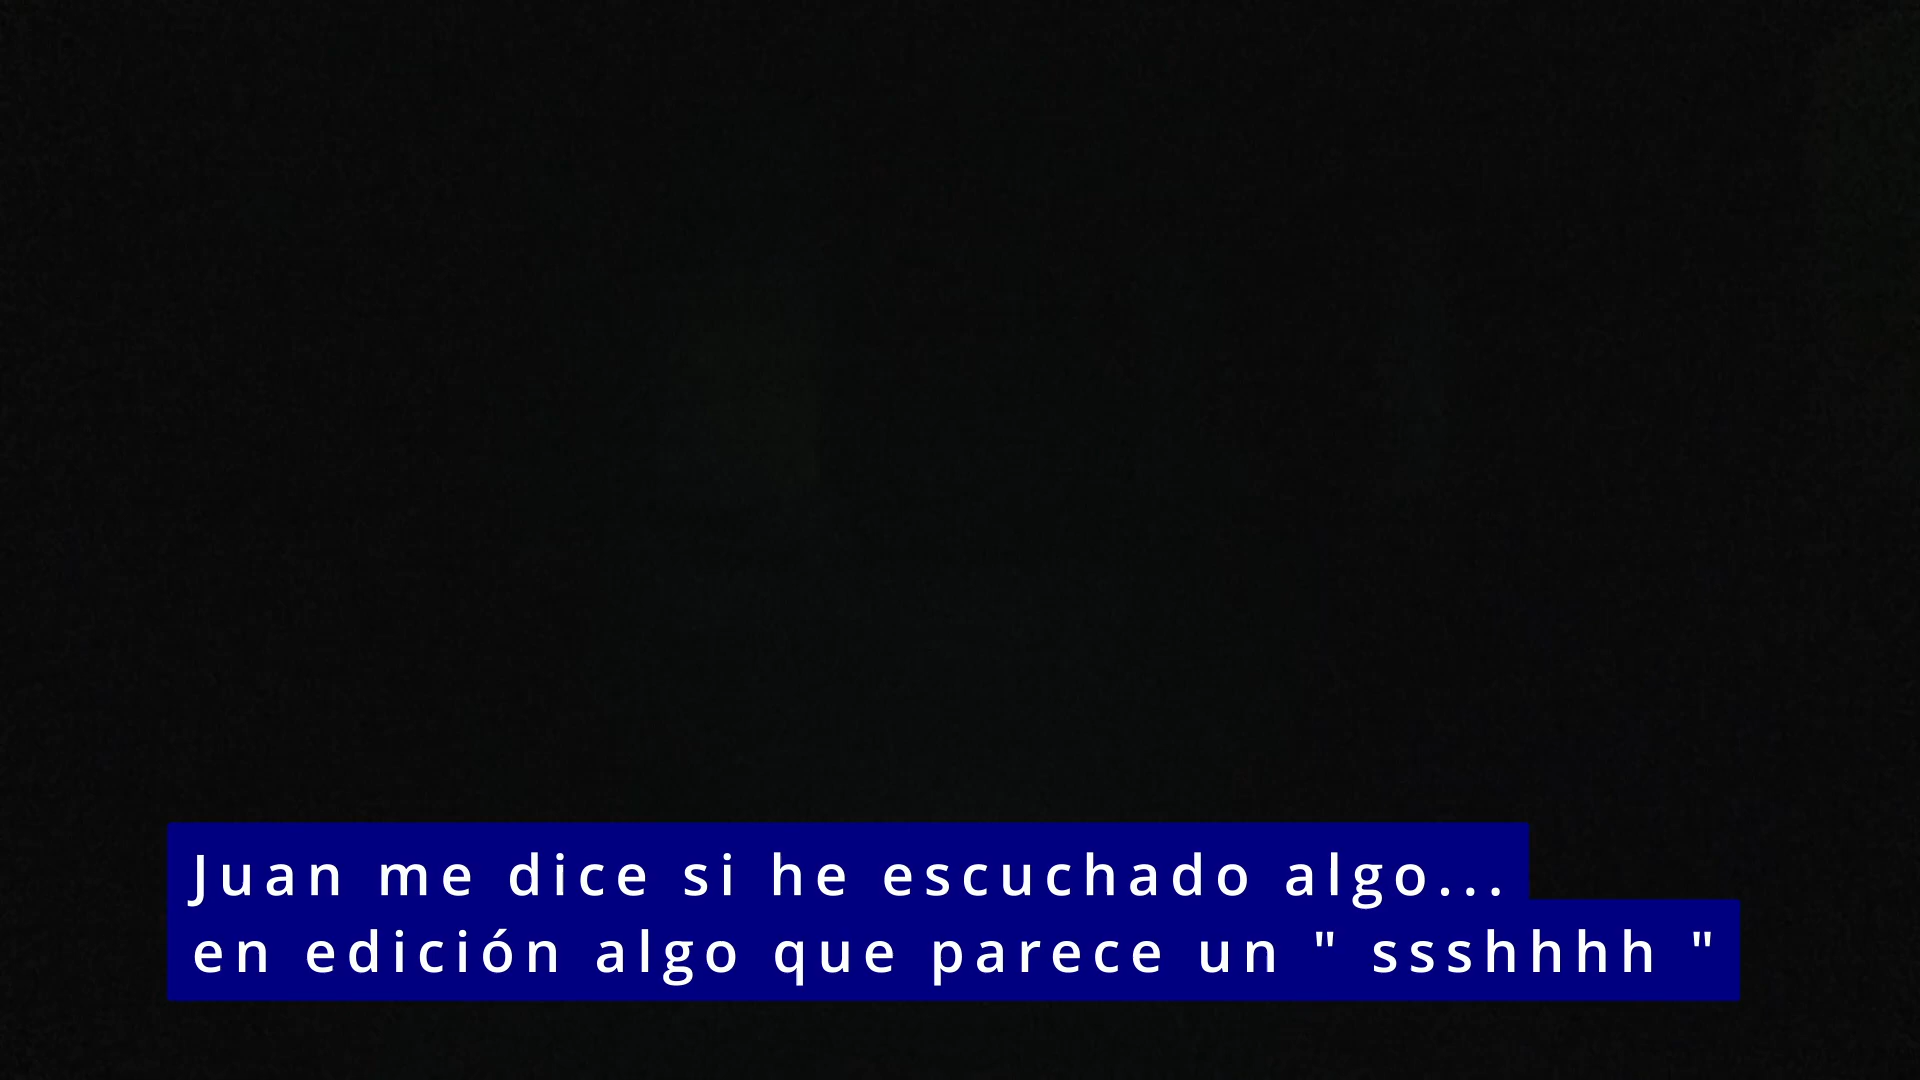 Juan me dice si he escuchado algo...
en edición algo que parece un " ssshhhh "